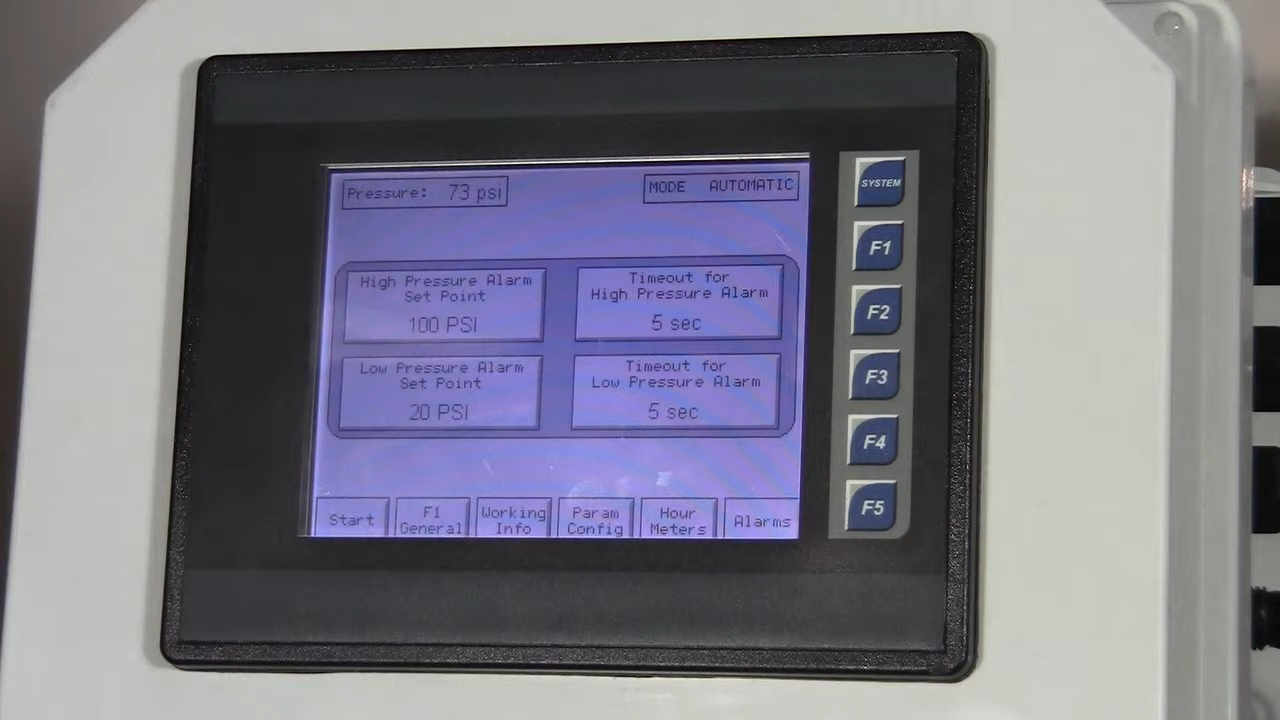 Pressure: 73 psi
MODE AUTOMATIC
High Pressure Alarm
Set Point
100 PSI
Timeout for
High Pressure Alarm
5 sec
Low Pressure Alarm
Set Point
20 PSI
Timeout for
Low Pressure Alarm
5 sec
Start
F1
General
Working
Info
Param
Config
Hour
Meters
Alarms
SYSTEM
F1
F2
F3
F4
F5